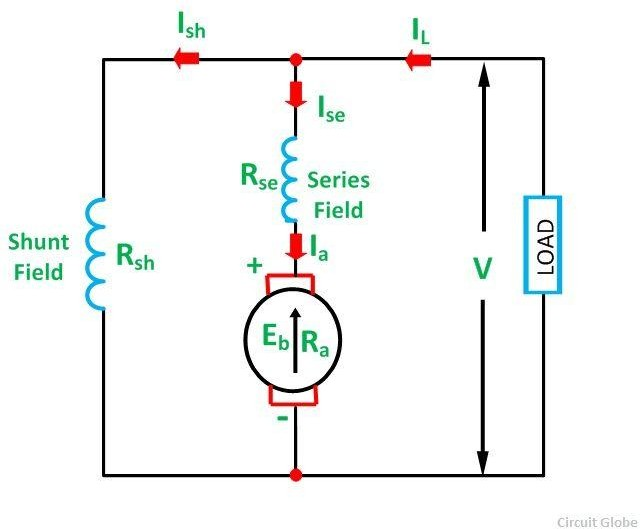 Ish
IL
Ise
Rse
Series
Field
Shunt
Field
Rsh
Ia
+
V
LOAD
Eb
Ra
-
Circuit Globe